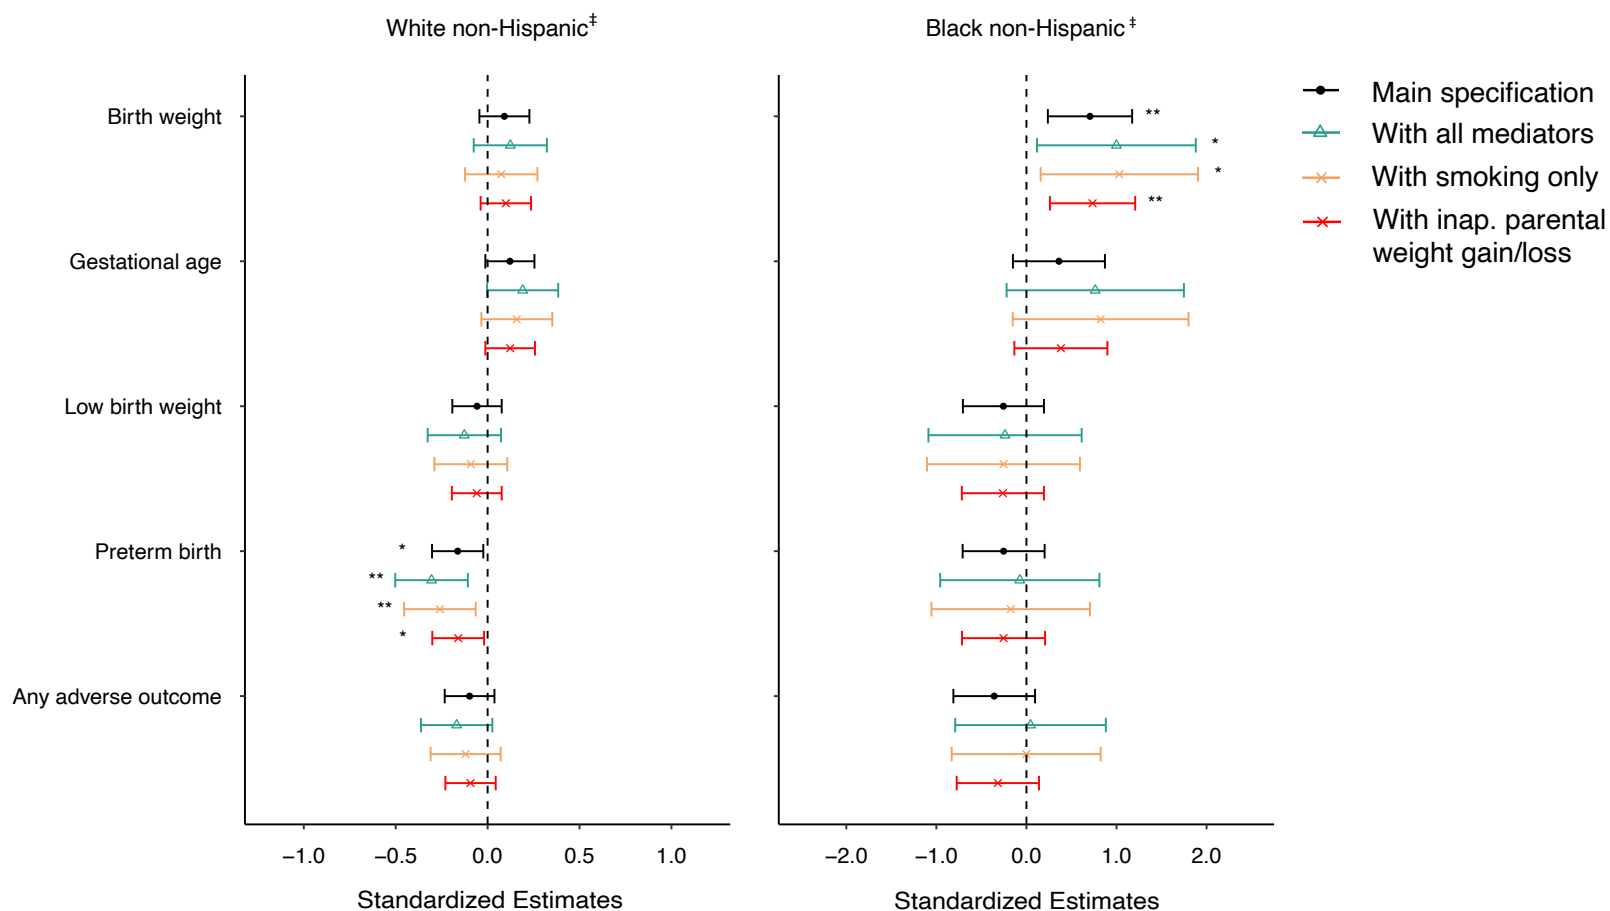 White non-Hispanic‡
Black non-Hispanic ‡
Birth weight
**
*
*
**
Gestational age
Low birth weight
Preterm birth
*
**
**
*
Any adverse outcome
−1.0 −0.5 0.0 0.5 1.0
Standardized Estimates
−2.0 −1.0 0.0 1.0 2.0
Standardized Estimates
Main specification
With all mediators
With smoking only
With inap. parental
weight gain/loss